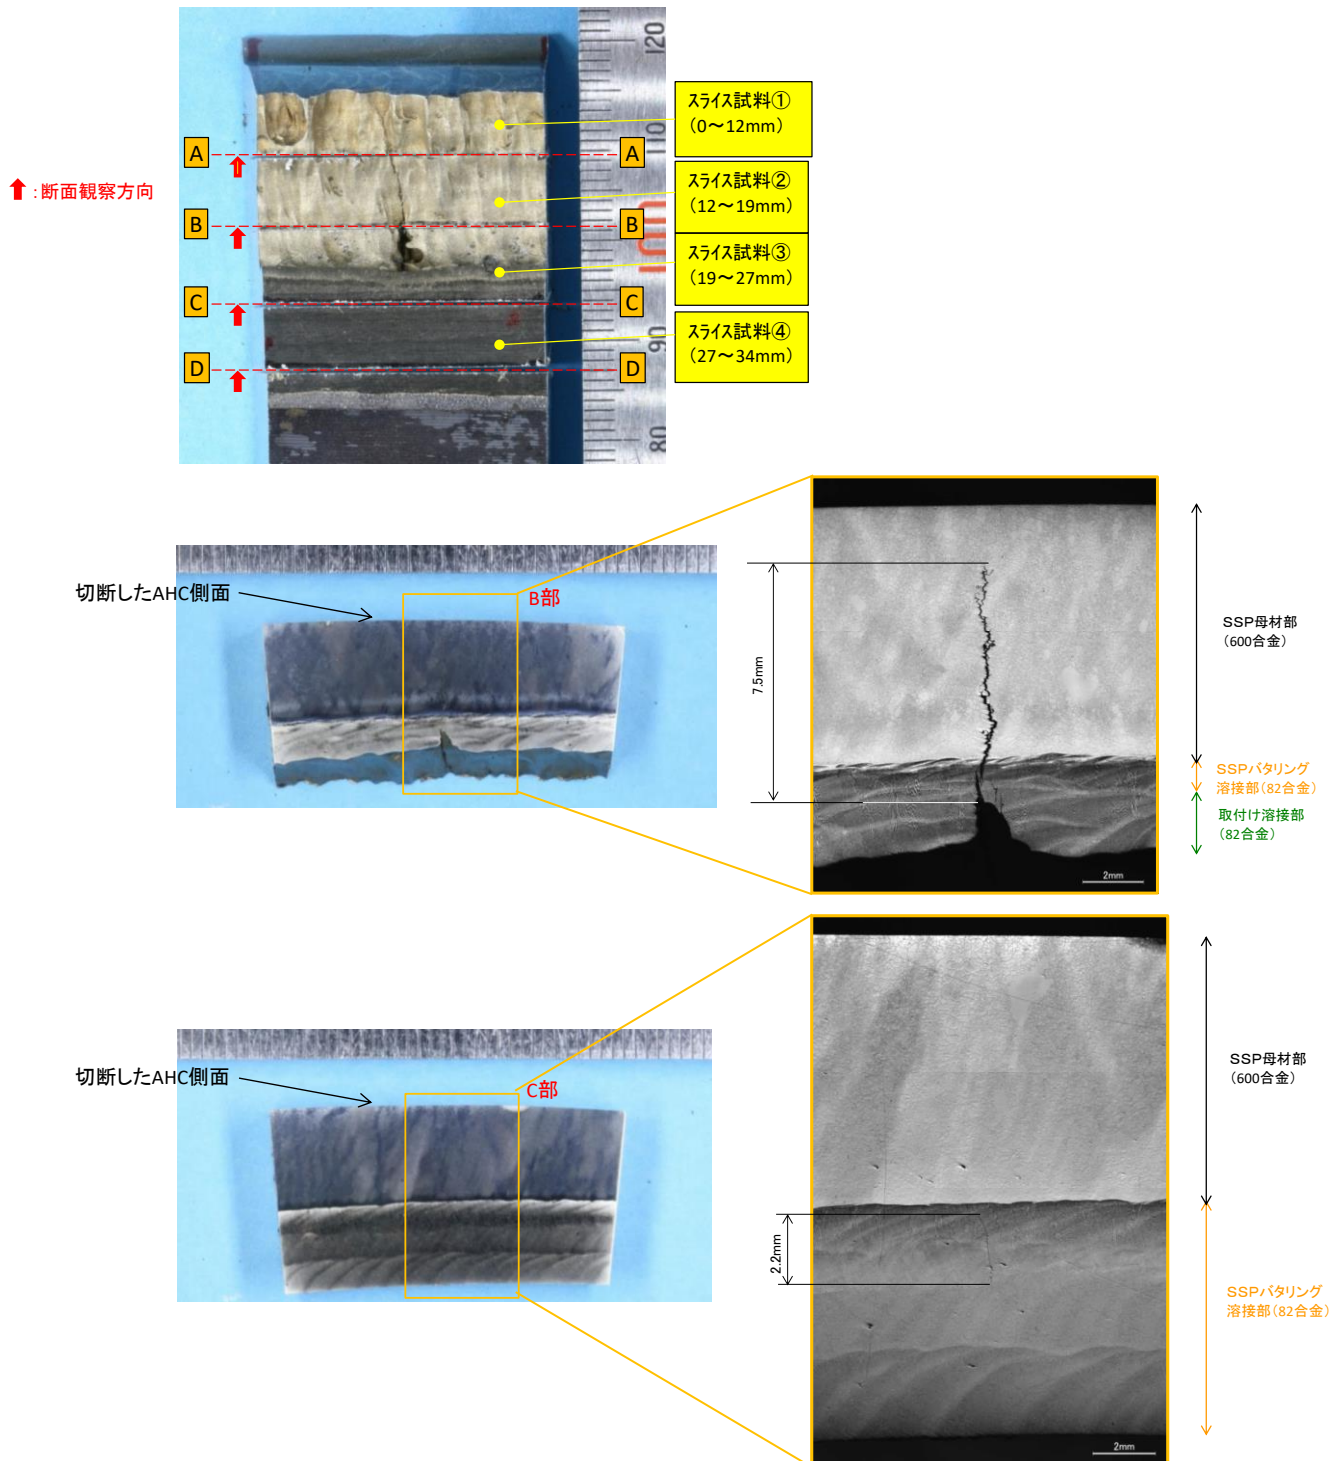 120
110
100
90
80
スライス試料①
(0～12mm)
A
A
:断面観察方向
スライス試料②
(12～19mm)
B
B
スライス試料③
(19～27mm)
C
C
スライス試料④
(27～34mm)
D
D
切断したAHC側面
B部
7.5mm
SSP母材部
(600合金)
SSPバタリング
溶接部(82合金)
取付け溶接部
(82合金)
2mm
切断したAHC側面
C部
2.2mm
SSP母材部
(600合金)
SSPバタリング
溶接部(82合金)
2mm